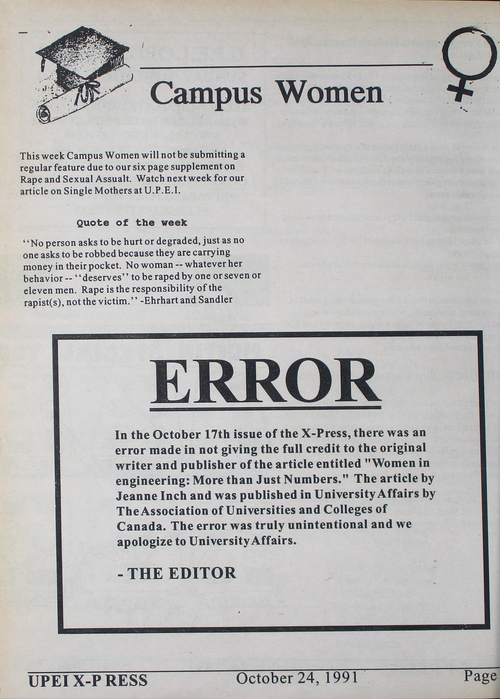 Campus Women
This week Campus Women will not be submitting a
regular feature due to our six page supplement on
Rape and Sexual Assualt. Watch next week for our
article on Single Mothers at U.P.E.I.
Quote of the week
‘‘No person asks to be hurt or degraded, just as no
one asks to be robbed because they are carrying
money in their pocket. No woman -- whatever her
behavior -- ‘‘deserves’’ to be raped by one or seven or
eleven men. Rape is the responsibility of the
rapist(s), not the victim.’’ -Ehrhart and Sandler
ERROR
In the October 17th issue of the X-Press, there was an
error made in not giving the full credit to the original
writer and publisher of the article entitled "Women in
engineering: More than Just Numbers." The article by
Jeanne Inch and was published in University Affairs by
The Association of Universities and Colleges of
Canada. The error was truly unintentional and we
apologize to University Affairs.
- THE EDITOR
UPEI X-PRESS October 24, 1991 Page